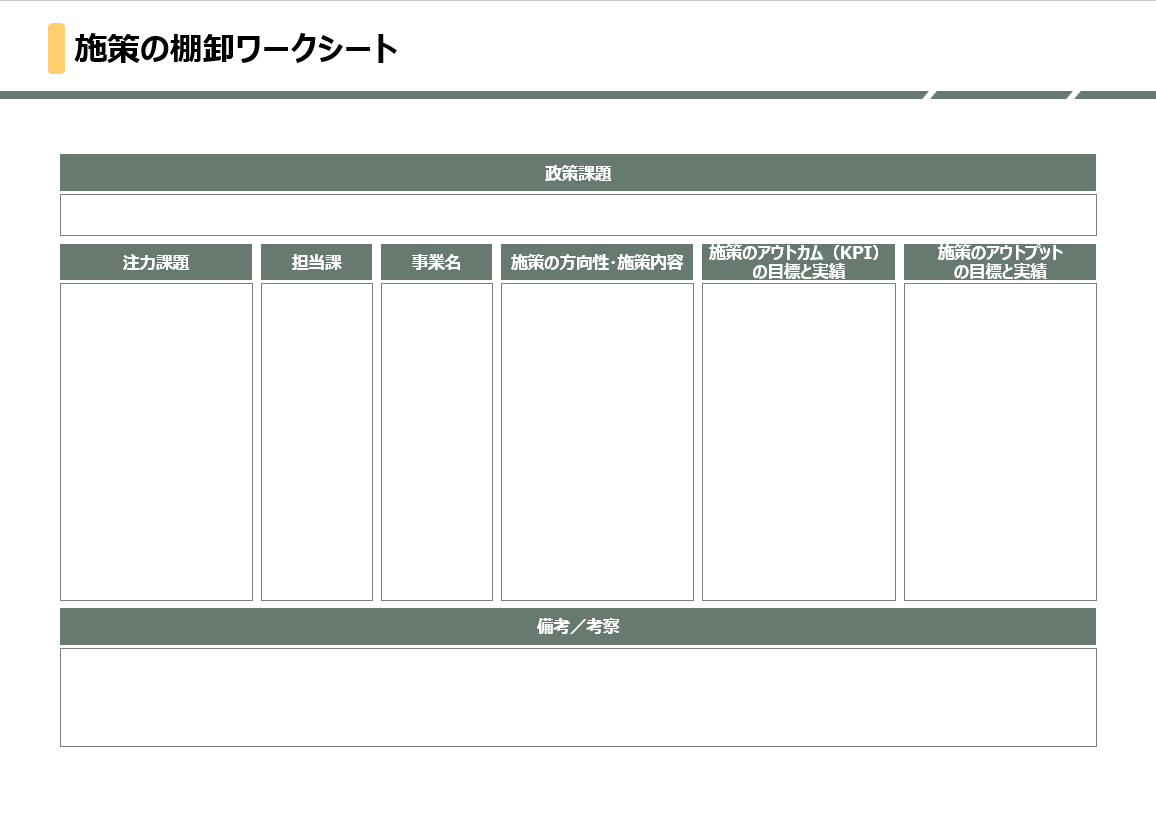 施策の棚卸ワークシート
政策課題
注力課題
担当課
事業名
施策の方向性・施策内容
施策のアウトカム（KPI）
の目標と実績
施策のアウトプット
の目標と実績
備考／考察